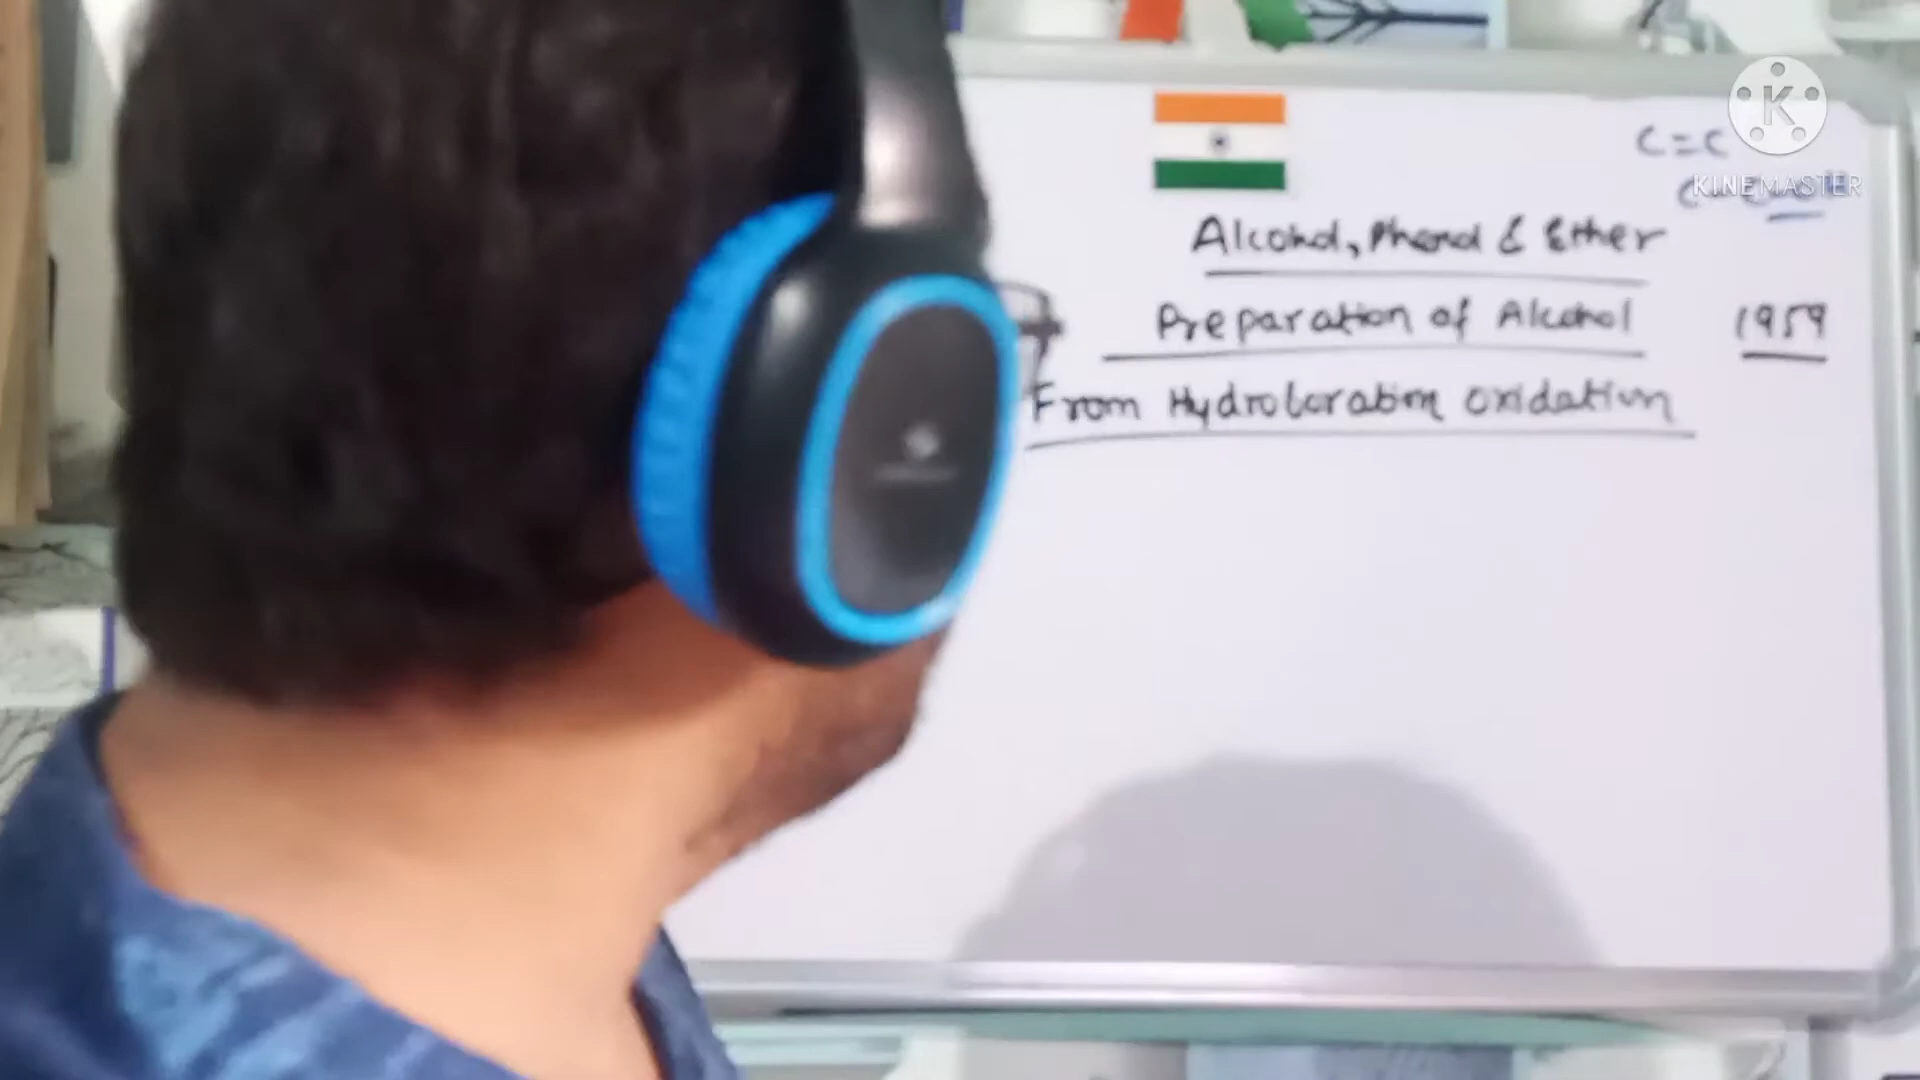 C=C
KINEMASTER
Alcohol, Phenol & Ether
Preparation of Alcohol 1959
From Hydroboration oxidation